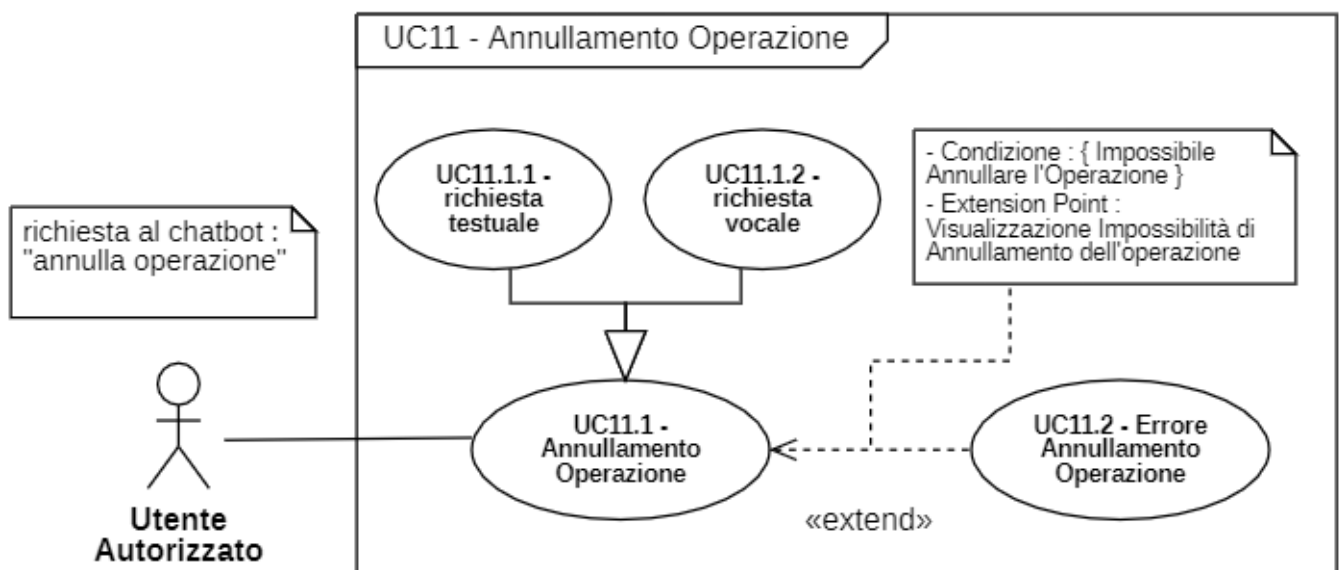 UC11 - Annullamento Operazione
UC11.1.1 -
richiesta
testuale
UC11.1.2 -
richiesta
vocale
- Condizione : { Impossibile
Annullare l'Operazione }
- Extension Point :
Visualizzazione Impossibilità di
Annullamento dell'operazione
richiesta al chatbot :
"annulla operazione"
UC11.1 -
Annullamento
Operazione
UC11.2 - Errore
Annullamento
Operazione
«extend»
Utente
Autorizzato